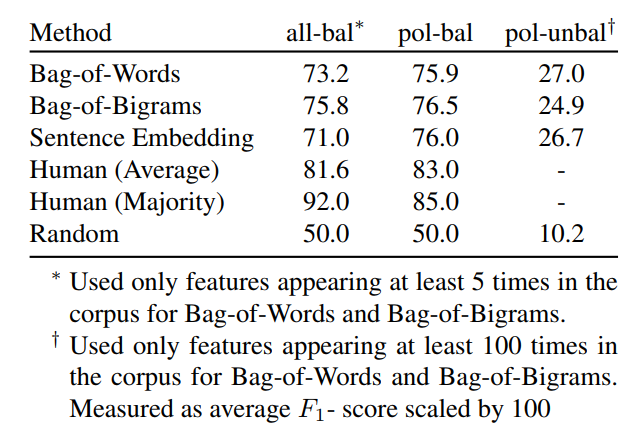 Method all-bal* pol-bal pol-unbal†
Bag-of-Words 73.2 75.9 27.0
Bag-of-Bigrams 75.8 76.5 24.9
Sentence Embedding 71.0 76.0 26.7
Human (Average) 81.6 83.0 -
Human (Majority) 92.0 85.0 -
Random 50.0 50.0 10.2
* Used only features appearing at least 5 times in the
corpus for Bag-of-Words and Bag-of-Bigrams.
† Used only features appearing at least 100 times in
the corpus for Bag-of-Words and Bag-of-Bigrams.
Measured as average F₁- score scaled by 100